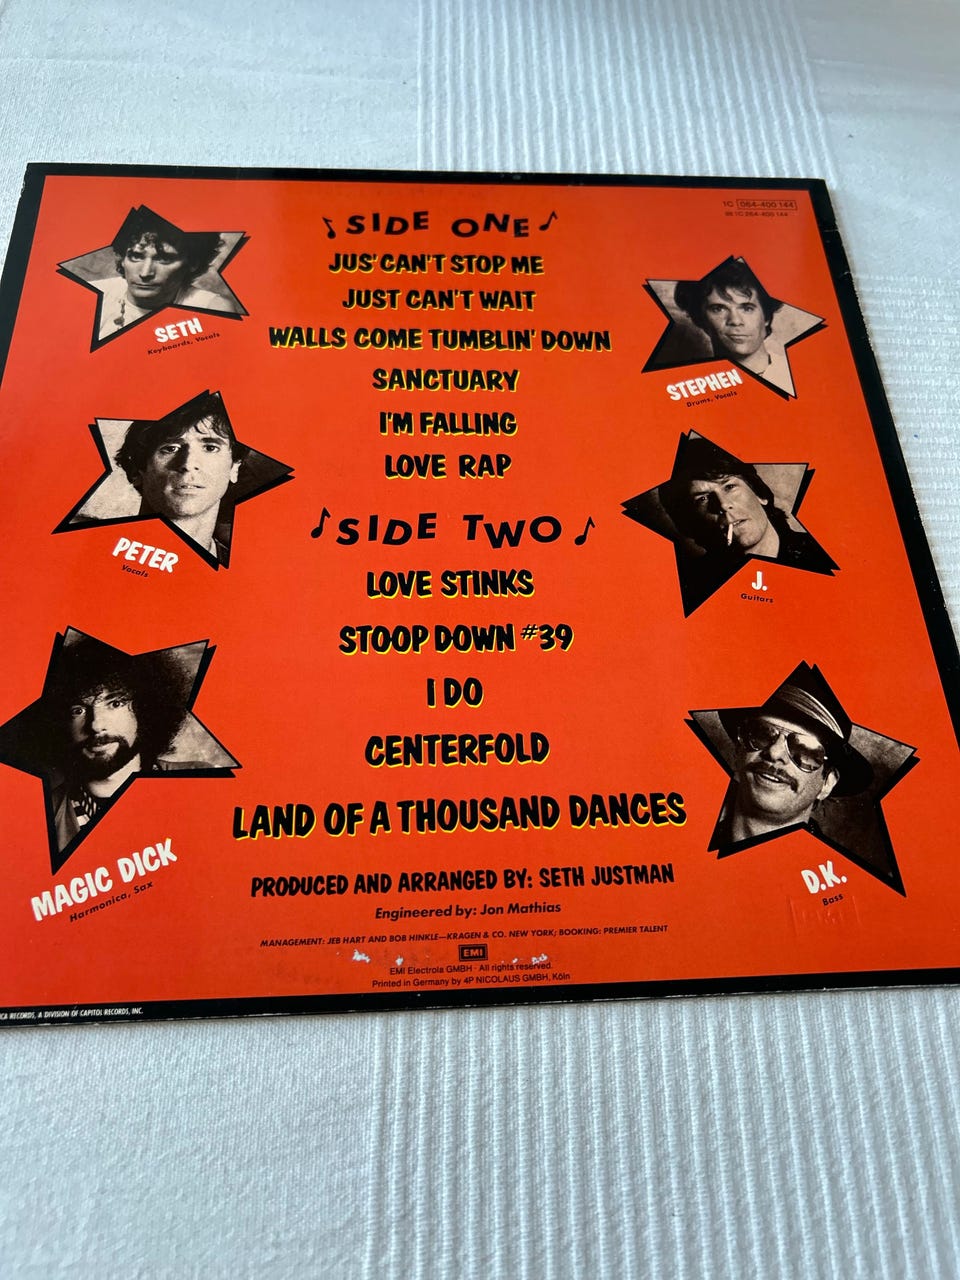 1C 064-400 144
SIDE ONE
JUS' CAN'T STOP ME
JUST CAN'T WAIT
WALLS COME TUMBLIN' DOWN
SANCTUARY
I'M FALLING
LOVE RAP
SIDE TWO
LOVE STINKS
STOOP DOWN #39
I DO
CENTERFOLD
LAND OF A THOUSAND DANCES
SETH
Keyboards, Vocals
PETER
Vocals
MAGIC DICK
Harmonica, Sax
STEPHEN
Drums, Vocals
J.
Guitars
D.K.
Bass
PRODUCED AND ARRANGED BY: SETH JUSTMAN
Engineered by: Jon Mathias
MANAGEMENT: JEB HART AND BOB HINKLE—KRAGEN & CO. NEW YORK; BOOKING: PREMIER TALENT
EMI
EMI Electrola GMBH · All rights reserved.
Printed in Germany by 4P NICOLAUS GMBH, Köln
RECORDS, A DIVISION OF CAPITOL RECORDS, INC.